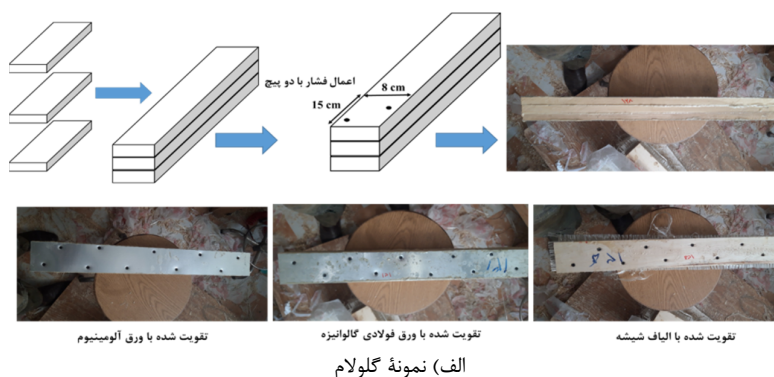 اعمال فشار با دو پیچ
8 cm
15 cm
تقویت شده با ورق آلومینیوم
تقویت شده با ورق فولادی گالوانیزه
تقویت شده با الیاف شیشه
الف) نمونهٔ گلولام